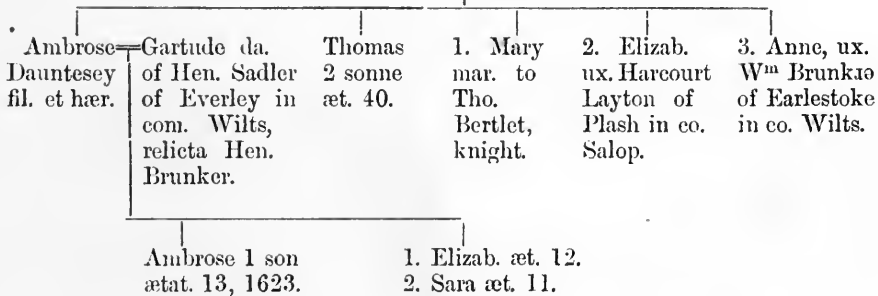 Ambrose=Gartude da.
of Hen. Sadler
of Everley in
com. Wilts,
relicta Hen.
Brunker.
Dauntesey
fil. et hær.
Thomas
2 sonne
æt. 40.
1. Mary
mar. to
Tho.
Bertlet,
knight.
2. Elizab.
ux. Harcourt
Layton of
Plash in co.
Salop.
3. Anne, ux.
Wm Brunkɹɘ
of Earlestoke
in co. Wilts.
Ambrose 1 son
ætat. 13, 1623.
1. Elizab. æt. 12.
2. Sara æt. 11.